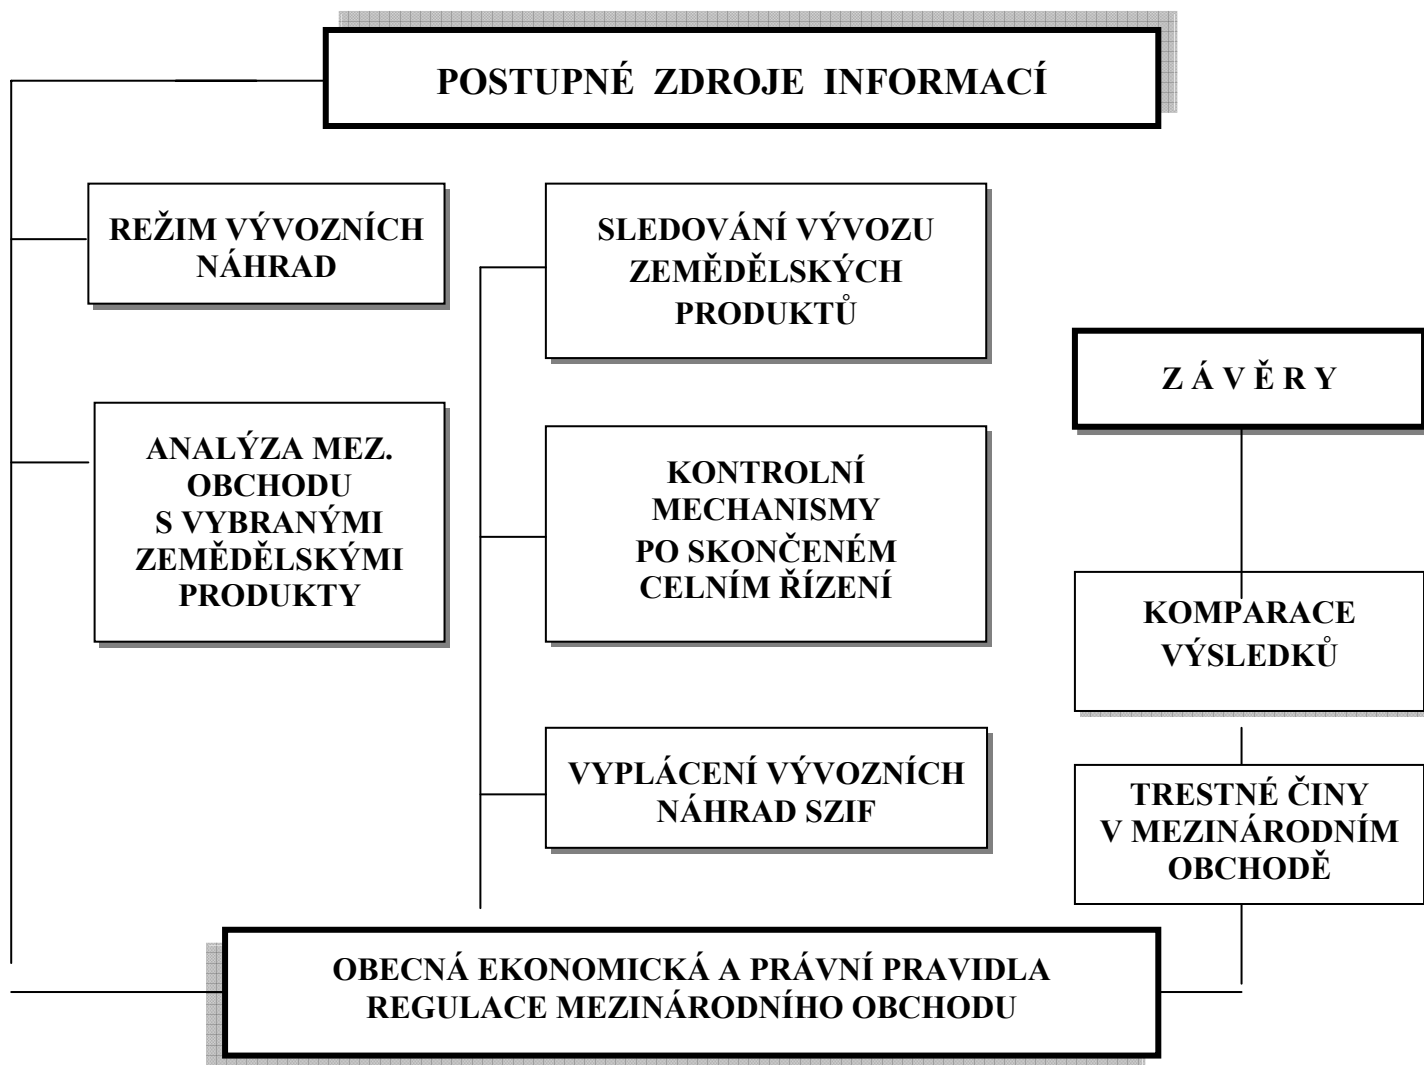 POSTUPNÉ ZDROJE INFORMACÍ
REŽIM VÝVOZNÍCH
NÁHRAD
ANALÝZA MEZ.
OBCHODU
S VYBRANÝMI
ZEMĚDĚLSKÝMI
PRODUKTY
SLEDOVÁNÍ VÝVOZU
ZEMĚDĚLSKÝCH
PRODUKTŮ
KONTROLNÍ
MECHANISMY
PO SKONČENÉM
CELNÍM ŘÍZENÍ
VYPLÁCENÍ VÝVOZNÍCH
NÁHRAD SZIF
Z Á V Ě R Y
KOMPARACE
VÝSLEDKŮ
TRESTNÉ ČINY
V MEZINÁRODNÍM
OBCHODĚ
OBECNÁ EKONOMICKÁ A PRÁVNÍ PRAVIDLA
REGULACE MEZINÁRODNÍHO OBCHODU